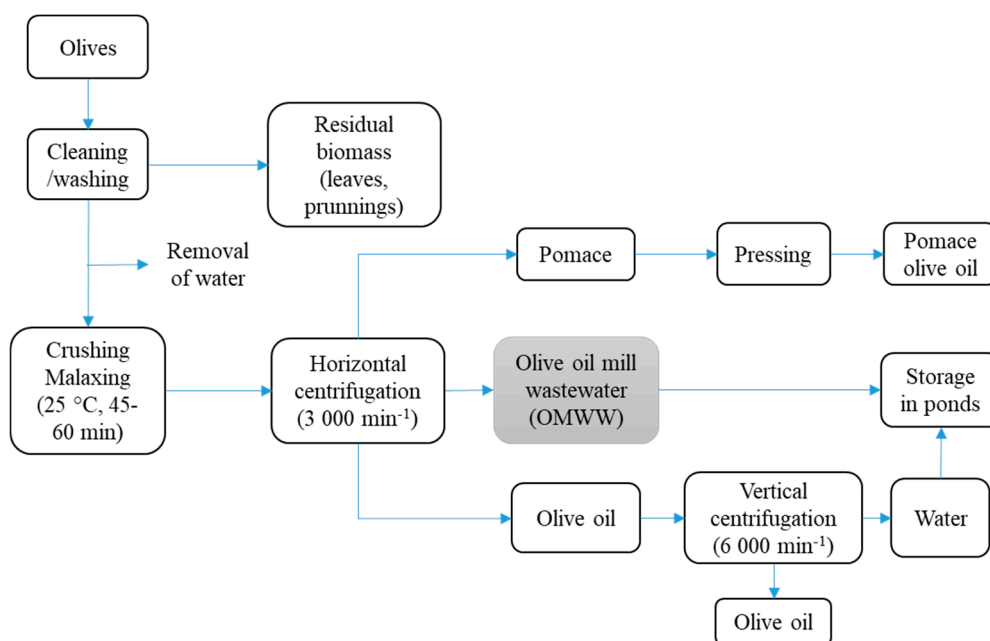 Olives
Cleaning
/washing
Residual
biomass
(leaves,
prunnings)
Removal
of water
Pomace
Pressing
Pomace
olive oil
Crushing
Malaxing
(25 °C, 45-
60 min)
Horizontal
centrifugation
(3 000 min⁻¹)
Olive oil mill
wastewater
(OMWW)
Storage
in ponds
Olive oil
Vertical
centrifugation
(6 000 min⁻¹)
Water
Olive oil